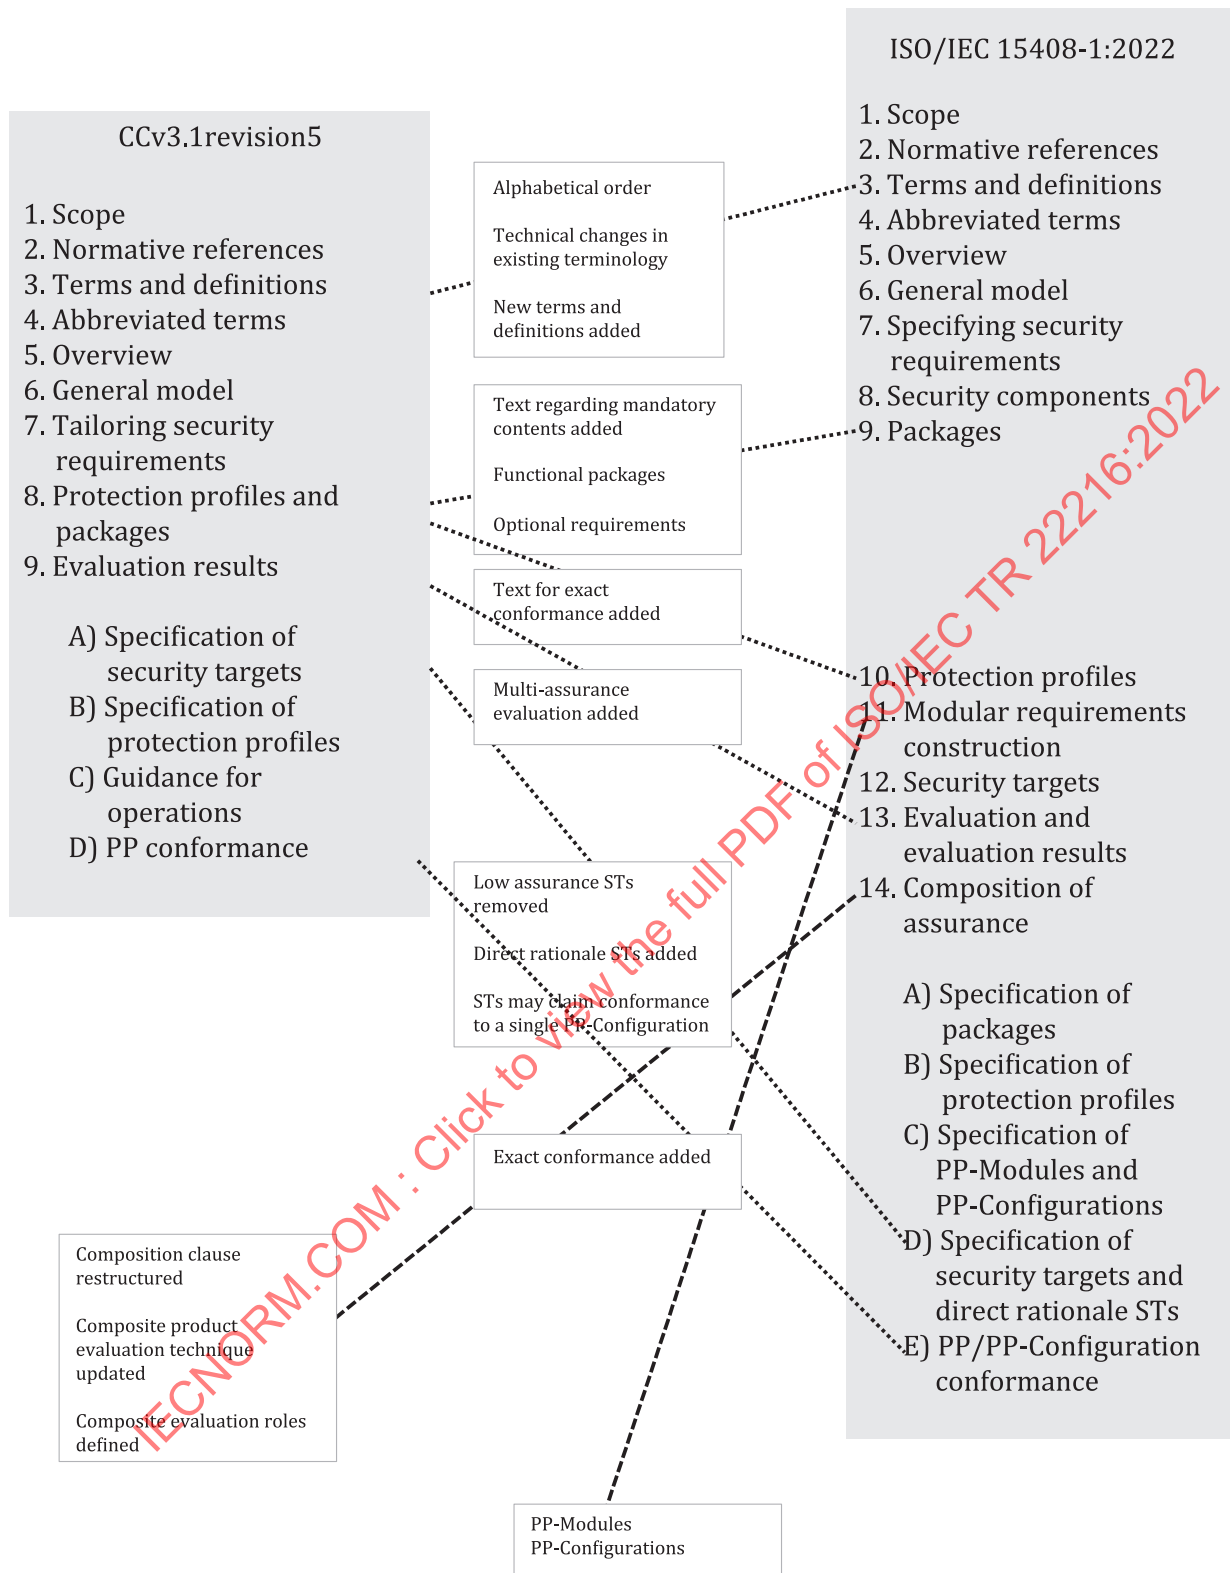 CCv3.1revision5
1. Scope
2. Normative references
3. Terms and definitions
4. Abbreviated terms
5. Overview
6. General model
7. Tailoring security
requirements
8. Protection profiles and
packages
9. Evaluation results
A) Specification of
security targets
B) Specification of
protection profiles
C) Guidance for
operations
D) PP conformance
Alphabetical order
Technical changes in
existing terminology
New terms and
definitions added
Text regarding mandatory
contents added
Functional packages
Optional requirements
Text for exact
conformance added
Multi-assurance
evaluation added
Low assurance STs
removed
Direct rationale STs added
STs may claim conformance
to a single PP-Configuration
Exact conformance added
Composition clause
restructured
Composite product
evaluation technique
updated
Composite evaluation roles
defined
PP-Modules
PP-Configurations
ISO/IEC 15408-1:2022
1. Scope
2. Normative references
3. Terms and definitions
4. Abbreviated terms
5. Overview
6. General model
7. Specifying security
requirements
8. Security components
9. Packages
10. Protection profiles
11. Modular requirements
construction
12. Security targets
13. Evaluation and
evaluation results
14. Composition of
assurance
A) Specification of
packages
B) Specification of
protection profiles
C) Specification of
PP-Modules and
PP-Configurations
D) Specification of
security targets and
direct rationale STs
E) PP/PP-Configuration
conformance
IECNORM.COM : Click to view the full PDF of ISO/IEC TR 22216:2022